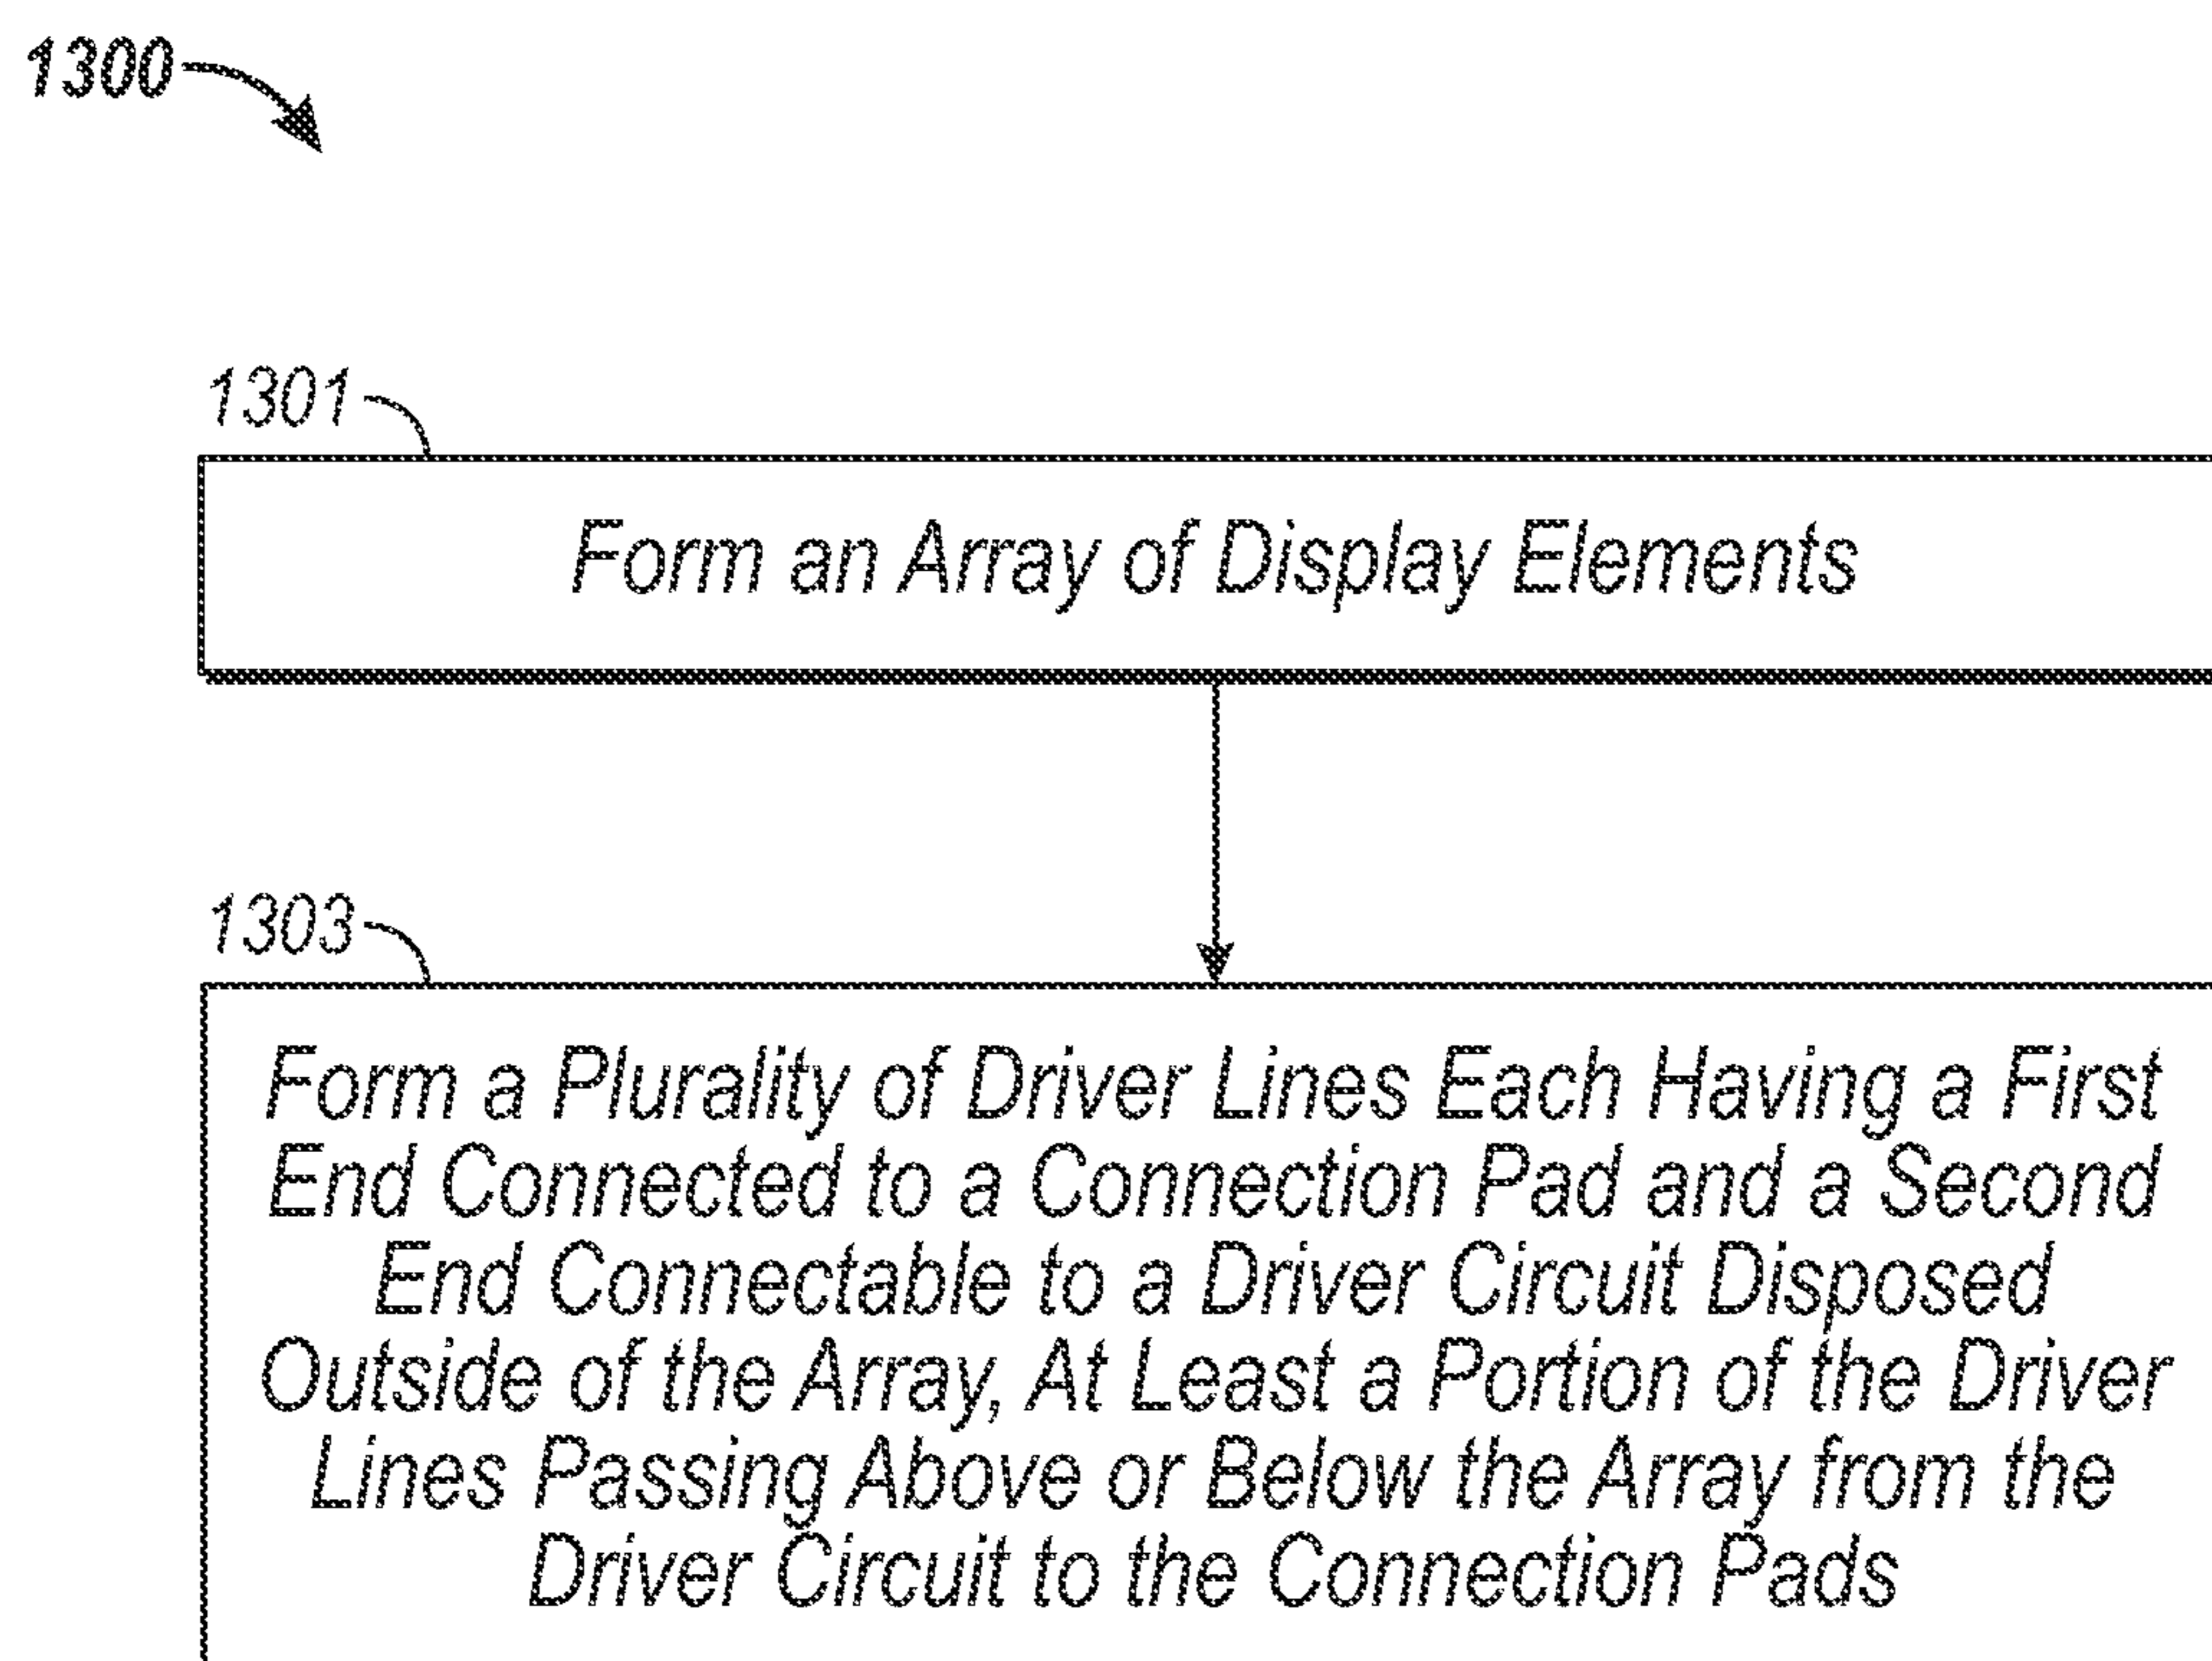 1300
1301
Form an Array of Display Elements
1303
Form a Plurality of Driver Lines Each Having a First
End Connected to a Connection Pad and a Second
End Connectable to a Driver Circuit Disposed
Outside of the Array, At Least a Portion of the Driver
Lines Passing Above or Below the Array from the
Driver Circuit to the Connection Pads